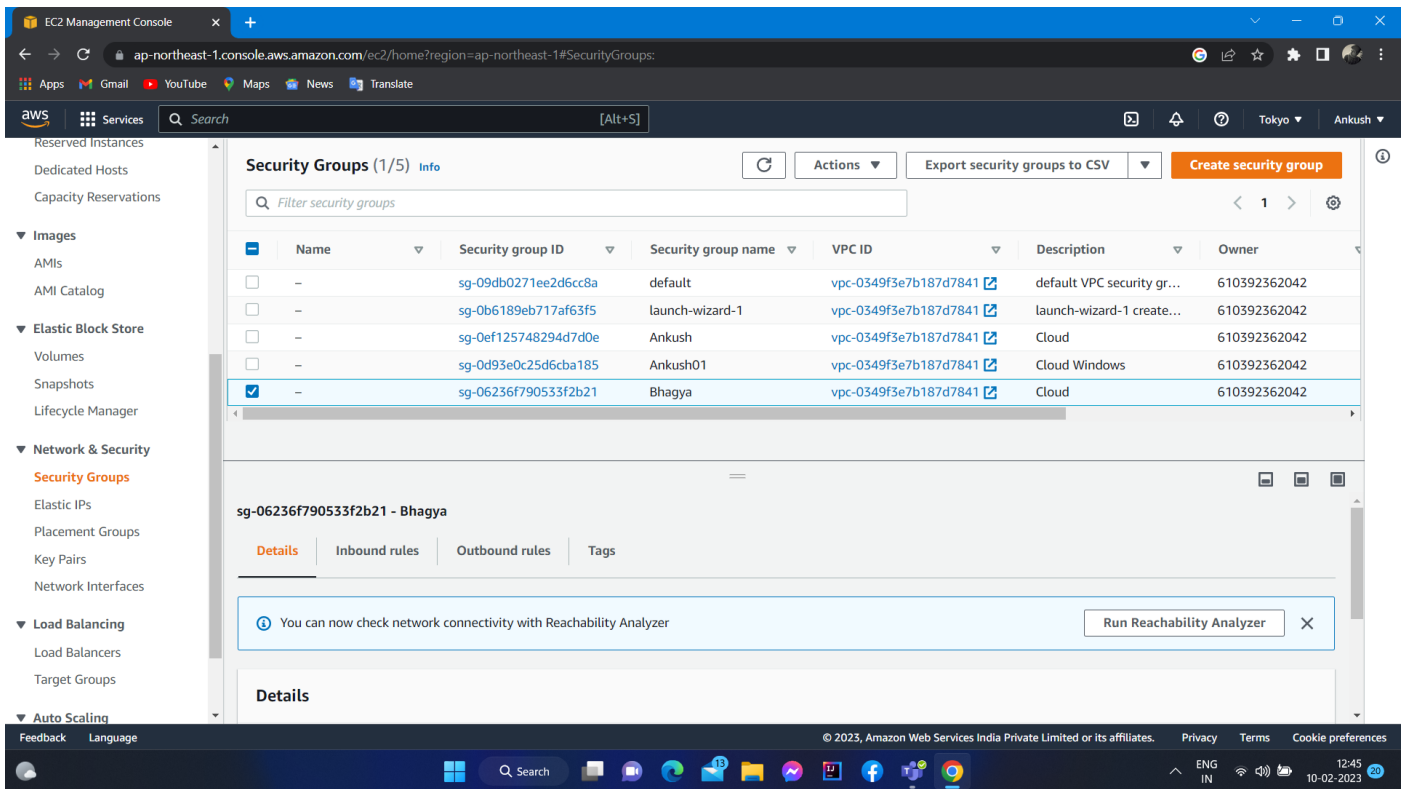 EC2 Management Console
ap-northeast-1.console.aws.amazon.com/ec2/home?region=ap-northeast-1#SecurityGroups:
Apps Gmail YouTube Maps News Translate
aws Services Search [Alt+S] Tokyo Ankush
Reserved Instances
Dedicated Hosts
Capacity Reservations
Images
AMIs
AMI Catalog
Elastic Block Store
Volumes
Snapshots
Lifecycle Manager
Network & Security
Security Groups
Elastic IPs
Placement Groups
Key Pairs
Network Interfaces
Load Balancing
Load Balancers
Target Groups
Auto Scaling
Security Groups (1/5) Info Actions Export security groups to CSV Create security group
Filter security groups 1
Name Security group ID Security group name VPC ID Description Owner
– sg-09db0271ee2d6cc8a default vpc-0349f3e7b187d7841 default VPC security gr... 610392362042
– sg-0b6189eb717af63f5 launch-wizard-1 vpc-0349f3e7b187d7841 launch-wizard-1 create... 610392362042
– sg-0ef125748294d7d0e Ankush vpc-0349f3e7b187d7841 Cloud 610392362042
– sg-0d93e0c25d6cba185 Ankush01 vpc-0349f3e7b187d7841 Cloud Windows 610392362042
– sg-06236f790533f2b21 Bhagya vpc-0349f3e7b187d7841 Cloud 610392362042
sg-06236f790533f2b21 - Bhagya
Details Inbound rules Outbound rules Tags
You can now check network connectivity with Reachability Analyzer Run Reachability Analyzer
Details
Feedback Language © 2023, Amazon Web Services India Private Limited or its affiliates. Privacy Terms Cookie preferences
Search 13 ENG 12:45 20
IN 10-02-2023